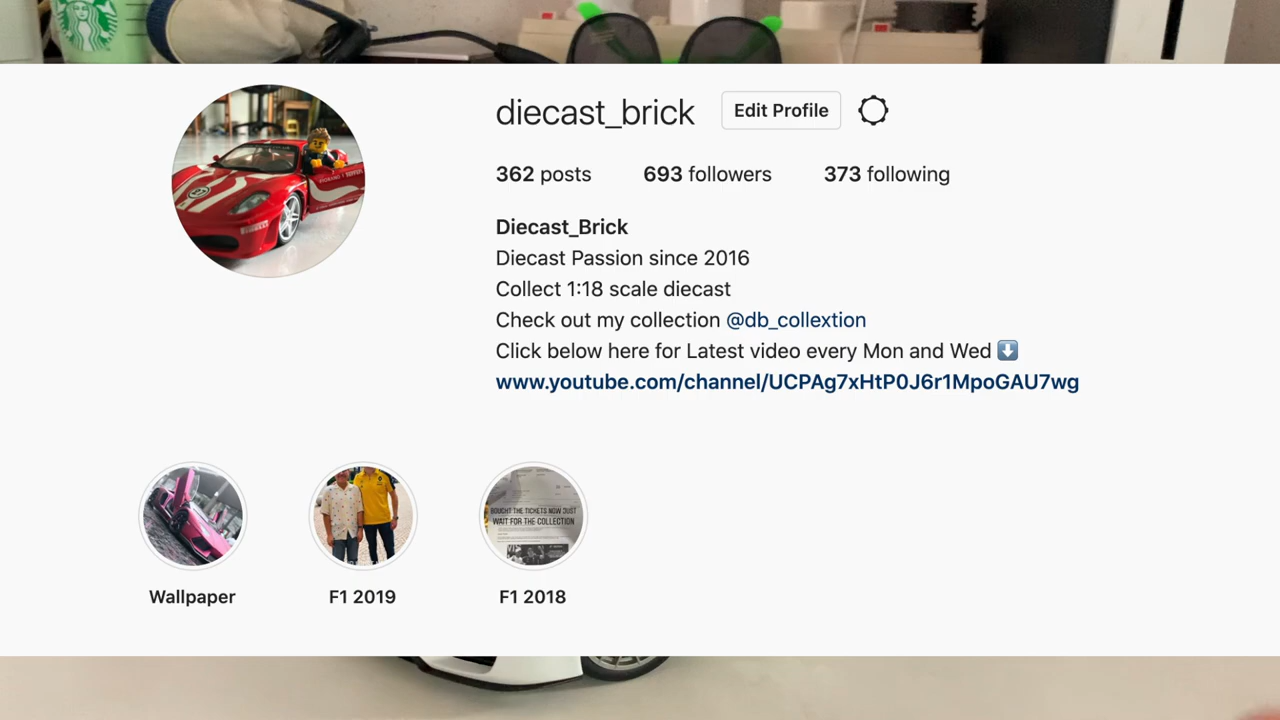 diecast_brick
Edit Profile
362 posts
693 followers
373 following
Diecast_Brick
Diecast Passion since 2016
Collect 1:18 scale diecast
Check out my collection @db_collextion
Click below here for Latest video every Mon and Wed ⬇️
www.youtube.com/channel/UCPAg7xHtP0J6r1MpoGAU7wg
BOUGHT THE TICKETS NOW JUST
WAIT FOR THE COLLECTION
Wallpaper
F1 2019
F1 2018